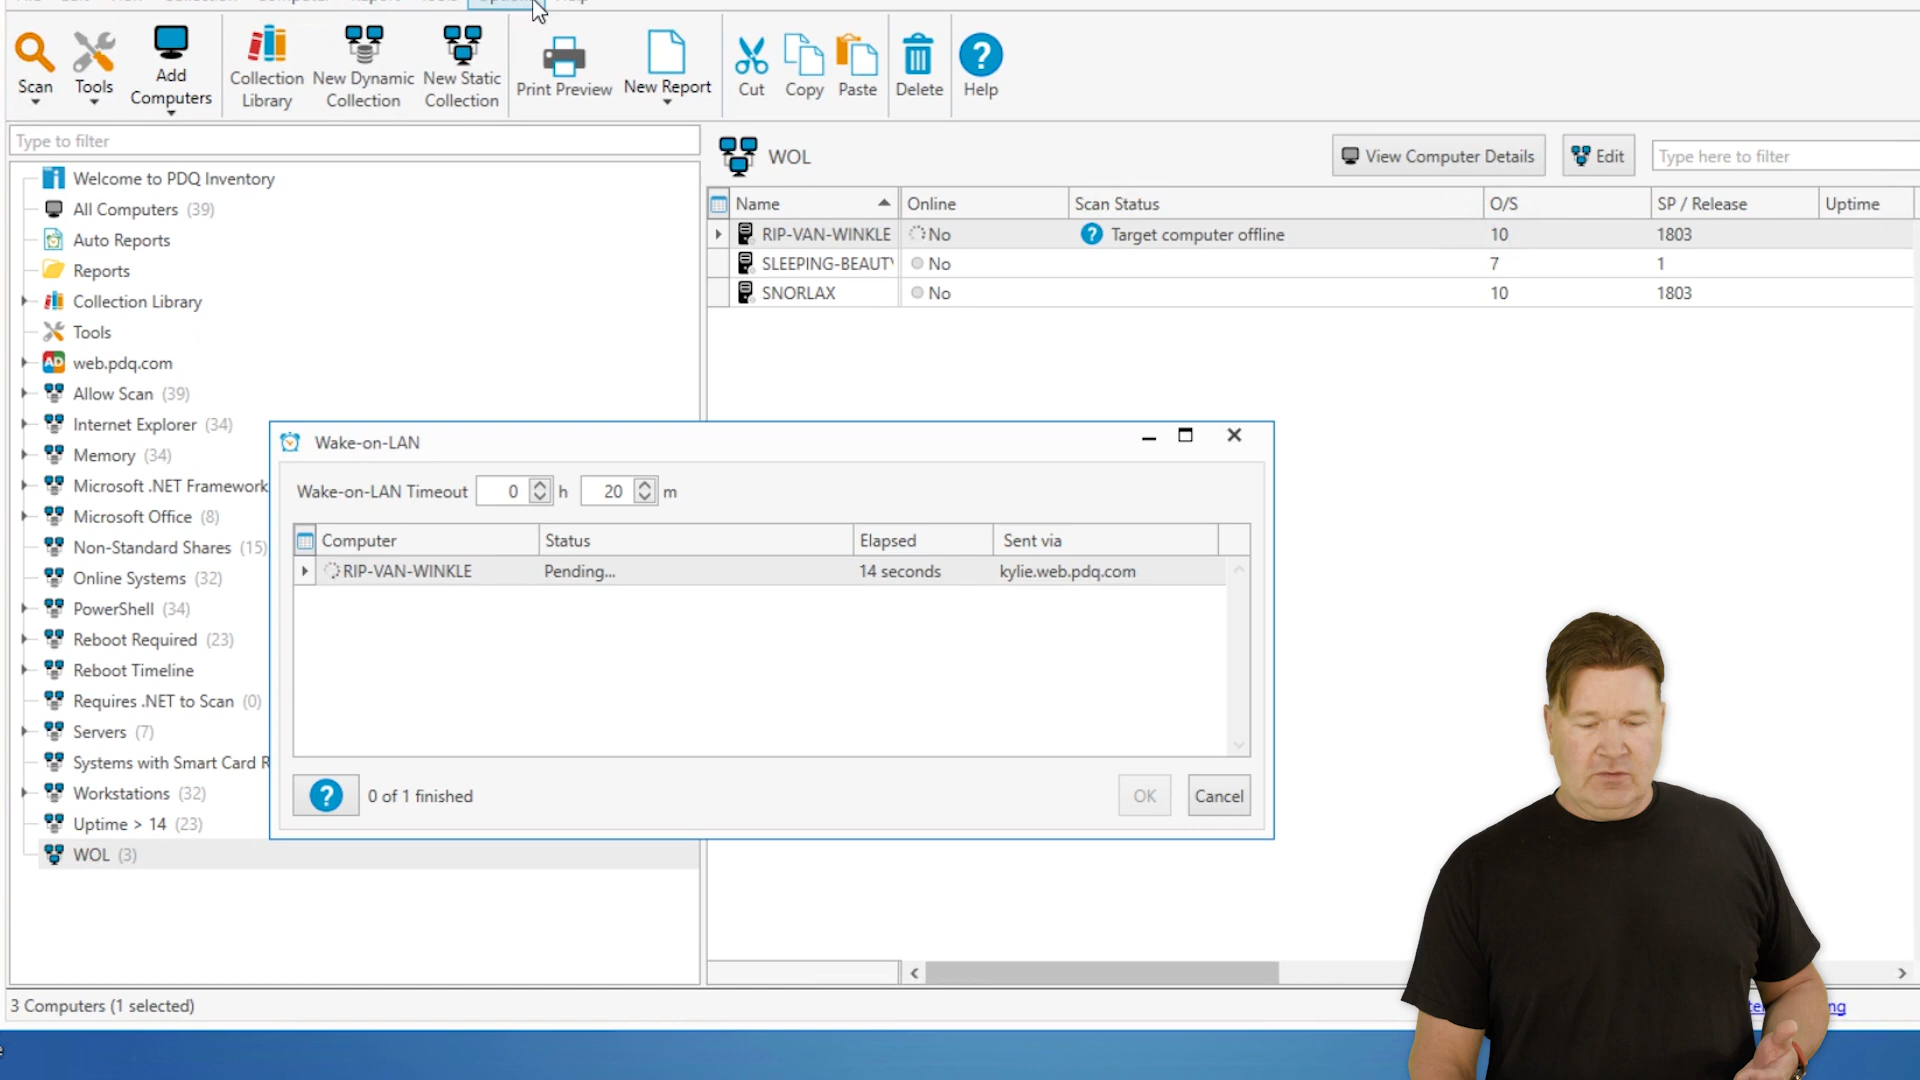 Scan
Tools
Add
Computers
Collection
Library
New Dynamic
Collection
New Static
Collection
Print Preview
New Report
Cut
Copy
Paste
Delete
Help
Type to filter
Welcome to PDQ Inventory
All Computers (39)
Auto Reports
Reports
Collection Library
Tools
AD web.pdq.com
Allow Scan (39)
Internet Explorer (34)
Memory (34)
Microsoft .NET Framework
Microsoft Office (8)
Non-Standard Shares (15)
Online Systems (32)
PowerShell (34)
Reboot Required (23)
Reboot Timeline
Requires .NET to Scan (0)
Servers (7)
Systems with Smart Card R
Workstations (32)
Uptime > 14 (23)
WOL (3)
WOL
View Computer Details
Edit
Type here to filter
Name Online Scan Status O/S SP / Release Uptime
RIP-VAN-WINKLE No Target computer offline 10 1803
SLEEPING-BEAUTY No 7 1
SNORLAX No 10 1803
Wake-on-LAN
Wake-on-LAN Timeout 0 h 20 m
Computer Status Elapsed Sent via
RIP-VAN-WINKLE Pending... 14 seconds kylie.web.pdq.com
0 of 1 finished
OK
Cancel
3 Computers (1 selected)